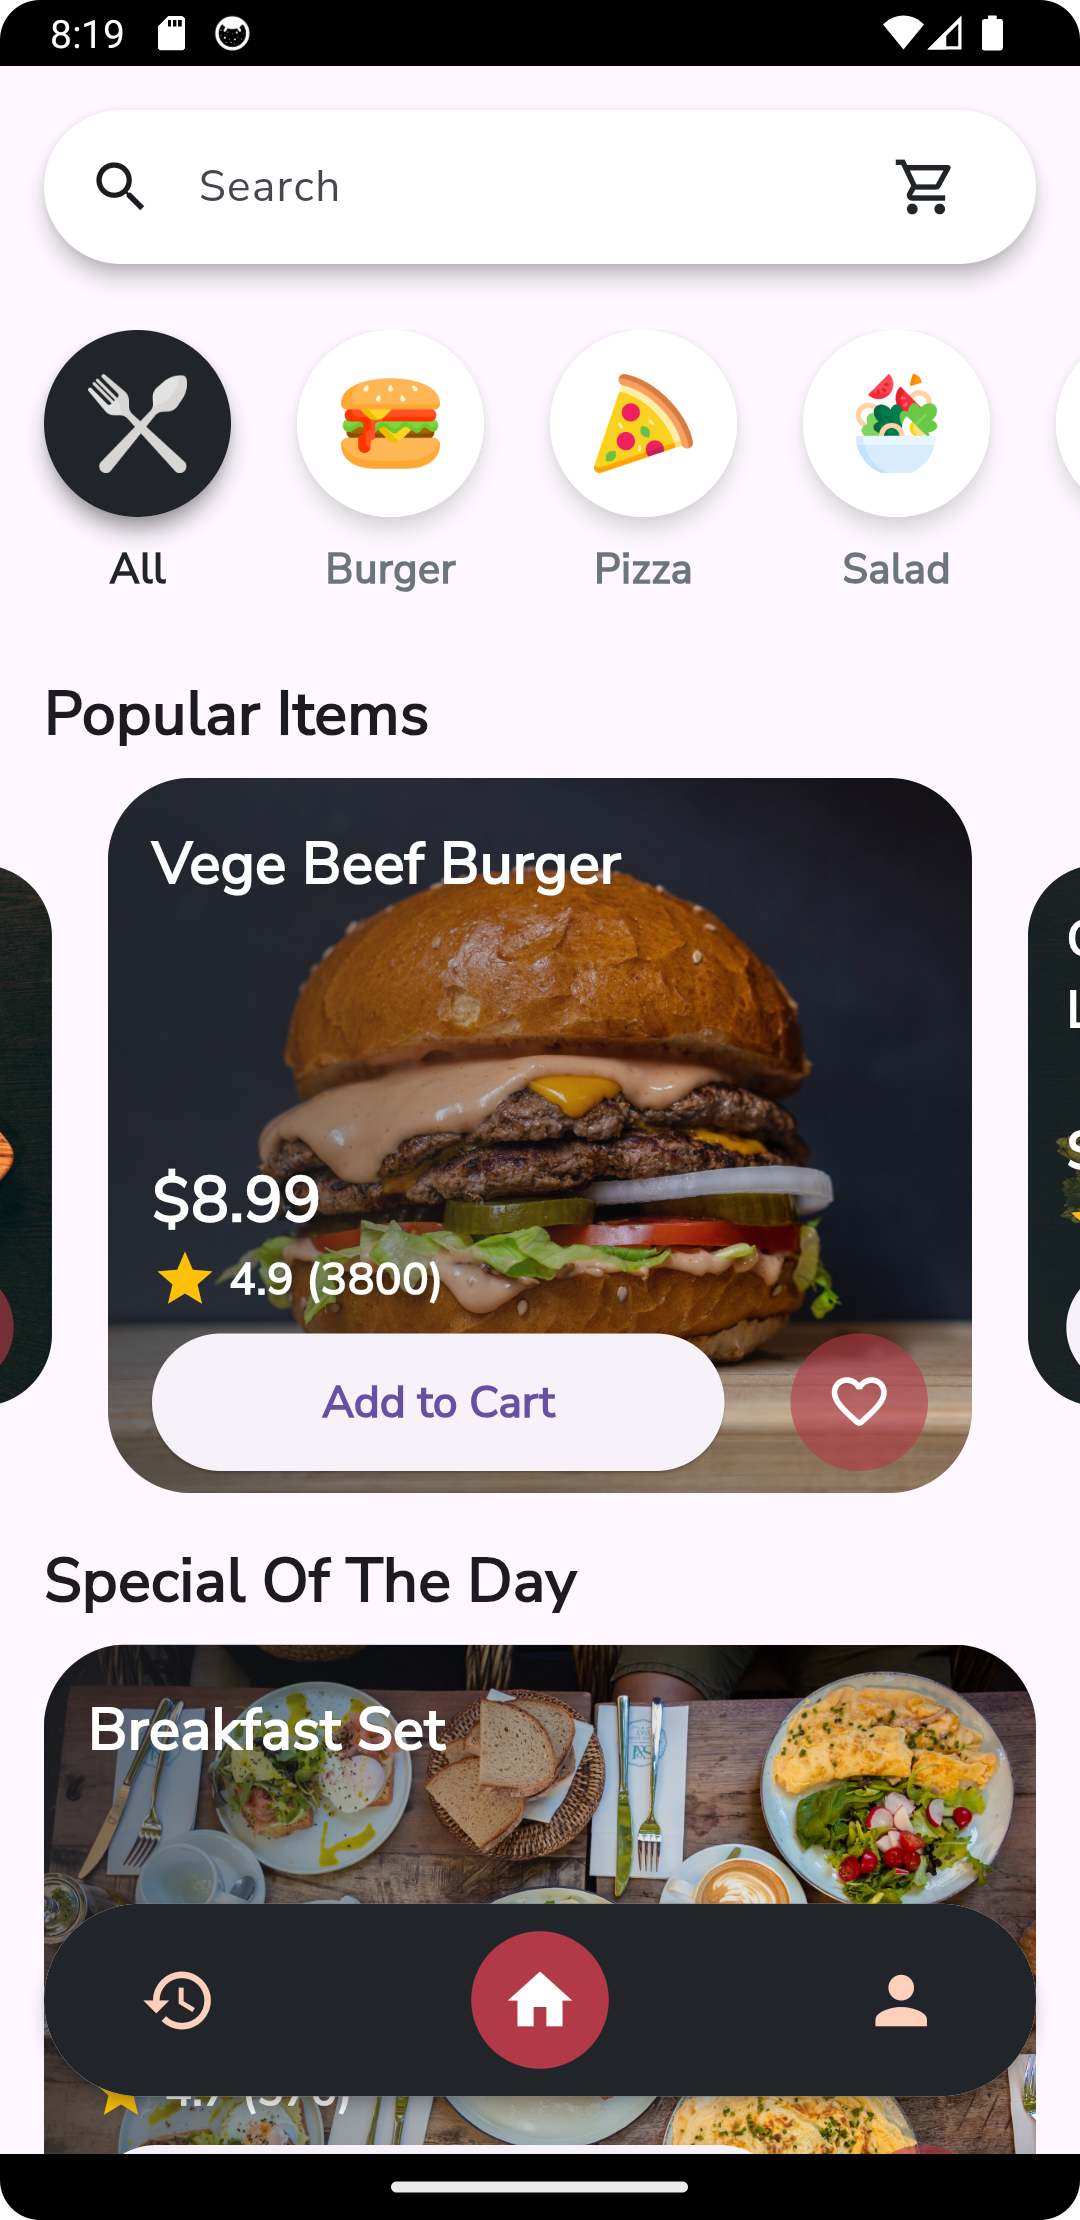 8:19
Search
All
Burger
Pizza
Salad
Popular Items
Vege Beef Burger
$8.99
4.9 (3800)
Add to Cart
Special Of The Day
Breakfast Set